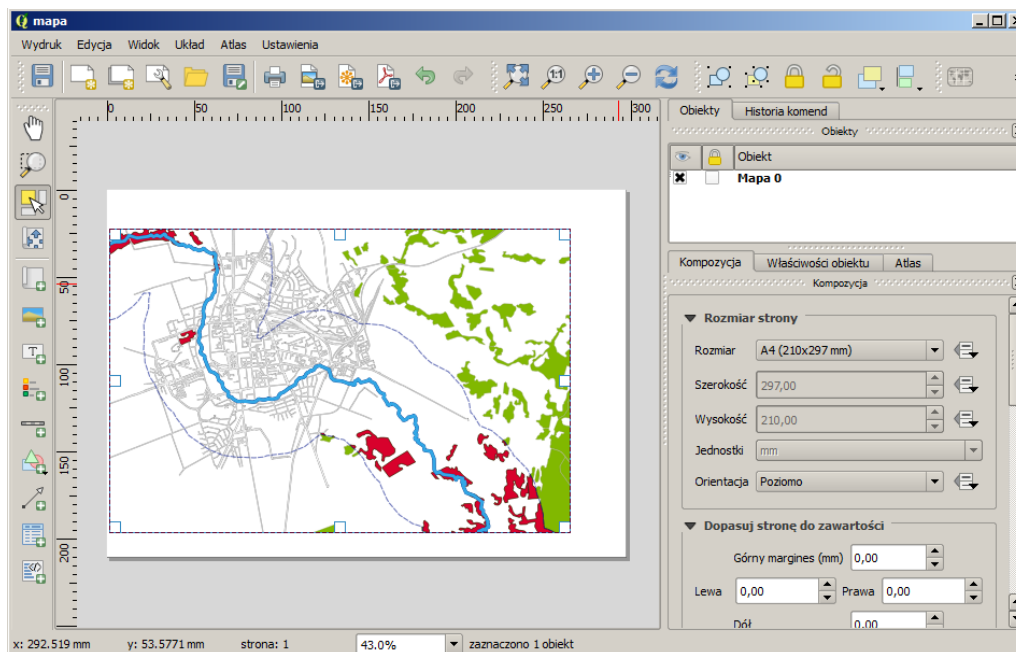 mapa
Wydruk Edycja Widok Układ Atlas Ustawienia
1:1
0 50 100 150 200 250 300
0
50
100
150
200
T
Obiekty Historia komend
Obiekty
Obiekt
Mapa 0
Kompozycja Właściwości obiektu Atlas
Kompozycja
Rozmiar strony
Rozmiar A4 (210x297 mm)
Szerokość 297,00
Wysokość 210,00
Jednostki mm
Orientacja Poziomo
Dopasuj stronę do zawartości
Górny margines (mm) 0,00
Lewa 0,00 Prawa 0,00
Dół 0,00
x: 292.519 mm y: 53.5771 mm strona: 1 43.0% zaznaczono 1 obiekt